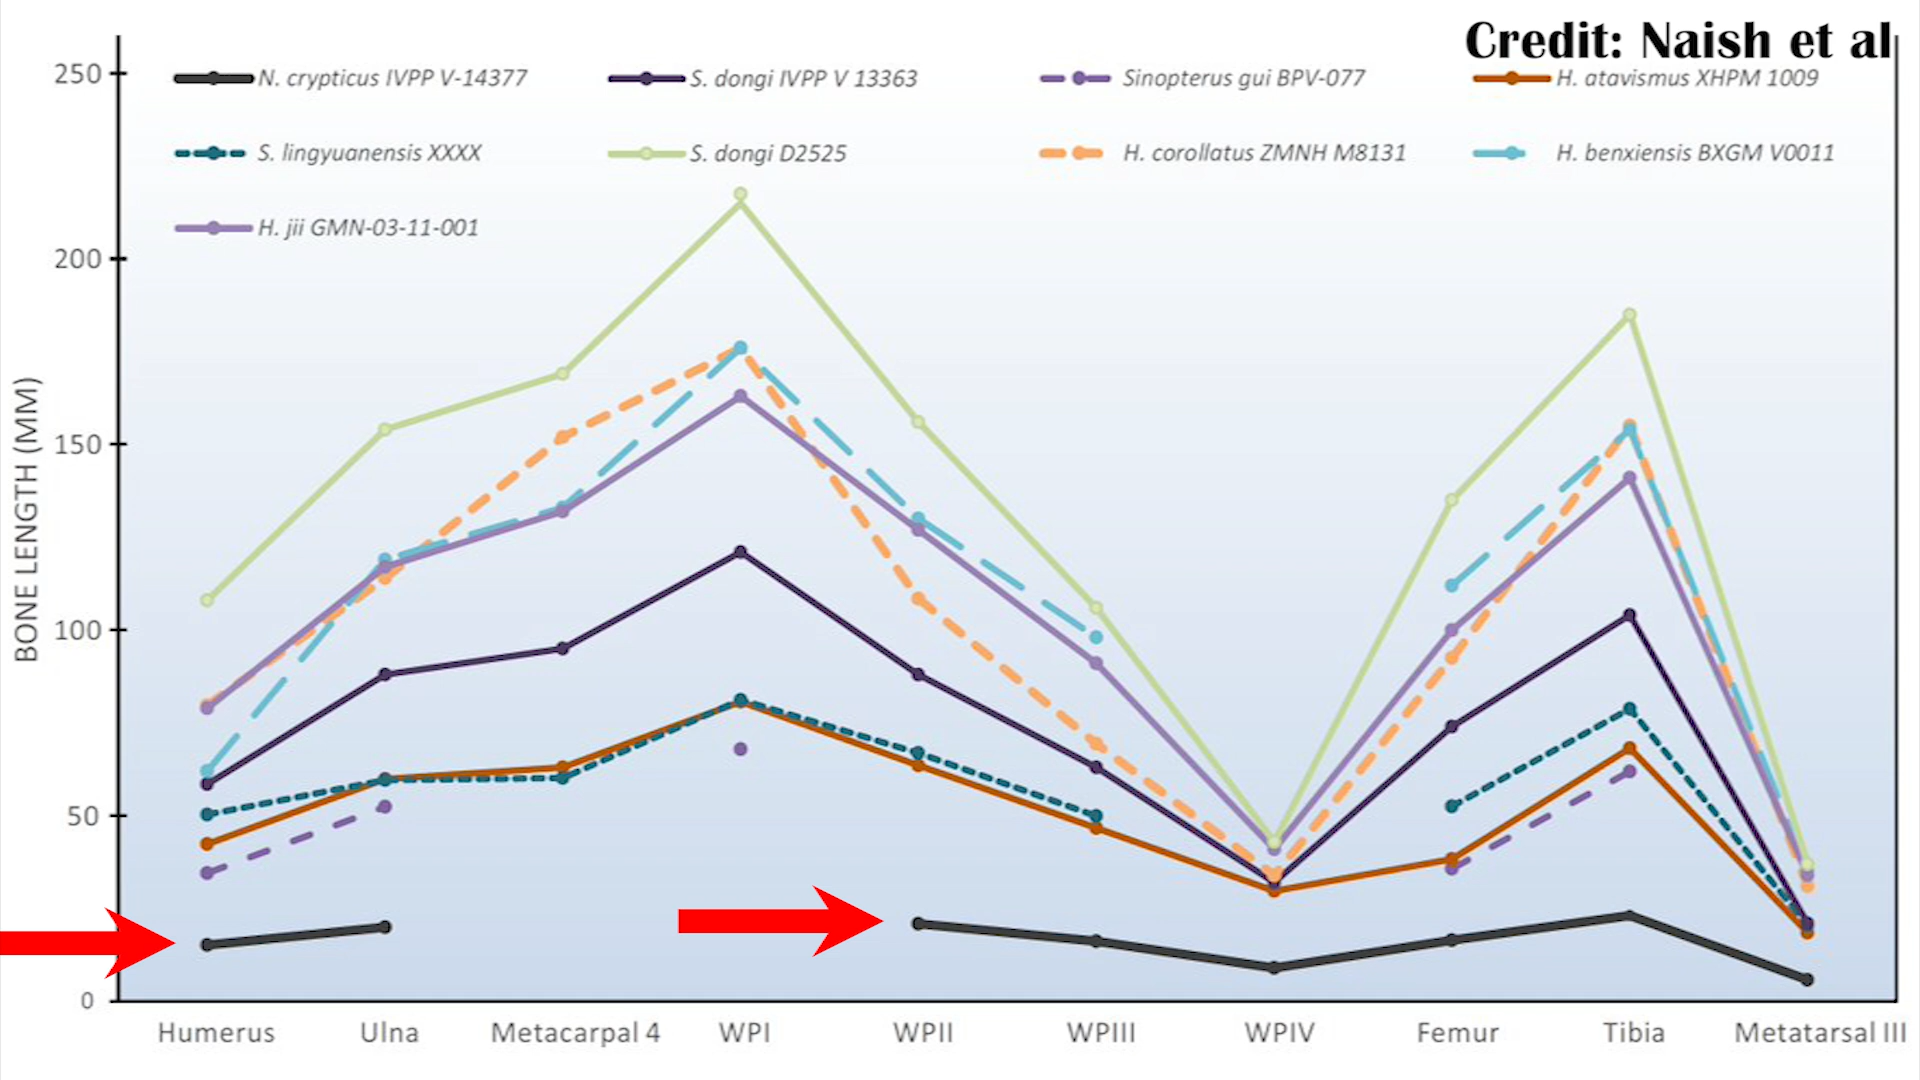 Credit: Naish et al
250
N. crypticus IVPP V-14377
S. dongi IVPP V 13363
Sinopterus gui BPV-077
H. atavismus XHPM 1009
S. lingyuanensis XXXX
S. dongi D2525
H. corollatus ZMNH M8131
H. benxiensis BXGM V0011
H. jii GMN-03-11-001
200
150
100
50
0
BONE LENGTH (MM)
Humerus
Ulna
Metacarpal 4
WPI
WPII
WPIII
WPIV
Femur
Tibia
Metatarsal III